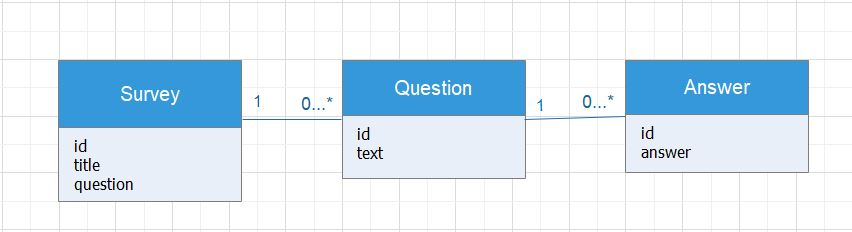 Survey
id
title
question
1
0...*
Question
id
text
1
0...*
Answer
id
answer